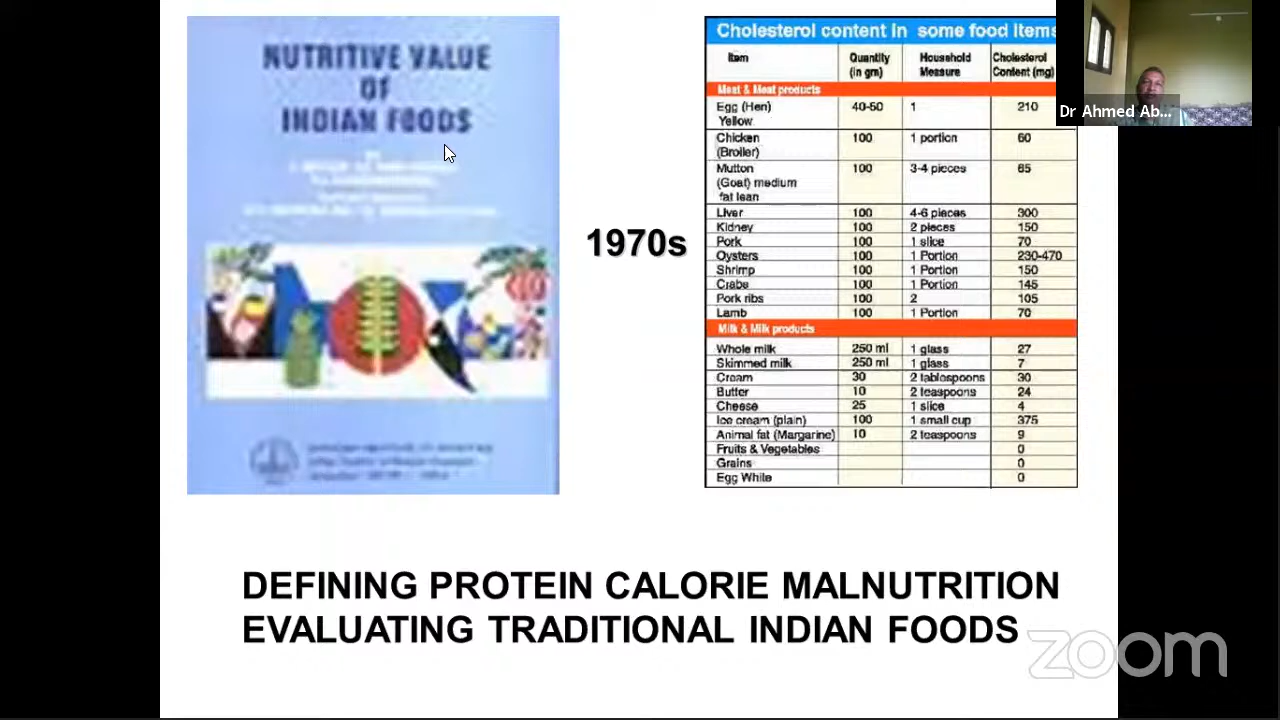 NUTRITIVE VALUE
OF
INDIAN FOODS
1970s
Cholesterol content in some food items
Item Quantity (in gm) Household Measure Cholesterol Content (mg)
Meat & Meat products
Egg (Hen) Yellow 40-50 1 210
Chicken (Broiler) 100 1 portion 60
Mutton (Goat) medium fat lean 100 3-4 pieces 65
Liver 100 4-6 pieces 300
Kidney 100 2 pieces 150
Pork 100 1 slice 70
Oysters 100 1 Portion 230-470
Shrimp 100 1 Portion 150
Crabs 100 1 Portion 145
Pork ribs 100 2 105
Lamb 100 1 Portion 70
Milk & Milk products
Whole milk 250 ml 1 glass 27
Skimmed milk 250 ml 1 glass 7
Cream 30 2 tablespoons 30
Butter 10 2 teaspoons 24
Cheese 25 1 slice 4
Ice cream (plain) 100 1 small cup 375
Animal fat (Margarine) 10 2 teaspoons 9
Fruits & Vegetables 0
Grains 0
Egg White 0
Dr Ahmed Ab...
DEFINING PROTEIN CALORIE MALNUTRITION
EVALUATING TRADITIONAL INDIAN FOODS
zoom